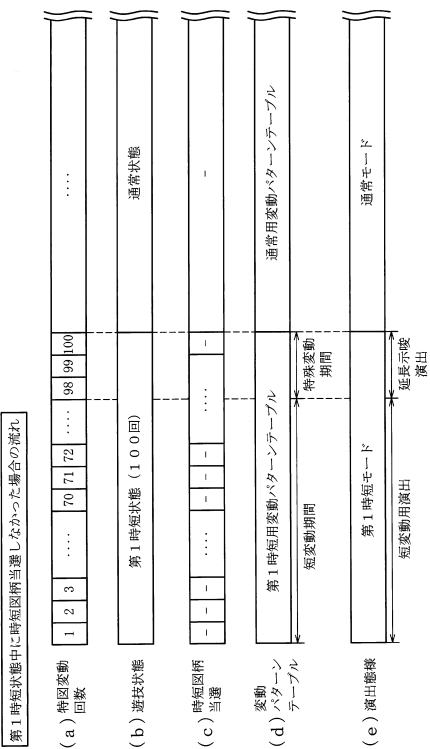 第１時短状態中に時短図柄当選しなかった場合の流れ
(a) 特図変動
回数
1 2 3 ‥‥ 70 71 72 ‥‥ 98 99 100 ‥‥
(b) 遊技状態
第１時短状態（１００回） 通常状態
(c) 時短図柄
当選
- - - ‥‥‥ - - - ‥‥‥ - -
(d) 変動
パターン
テーブル
第１時短用変動パターンテーブル 通常用変動パターンテーブル
短変動期間 特殊変動
期間
(e) 演出態様
第１時短モード 通常モード
短変動用演出 延長示唆
演出